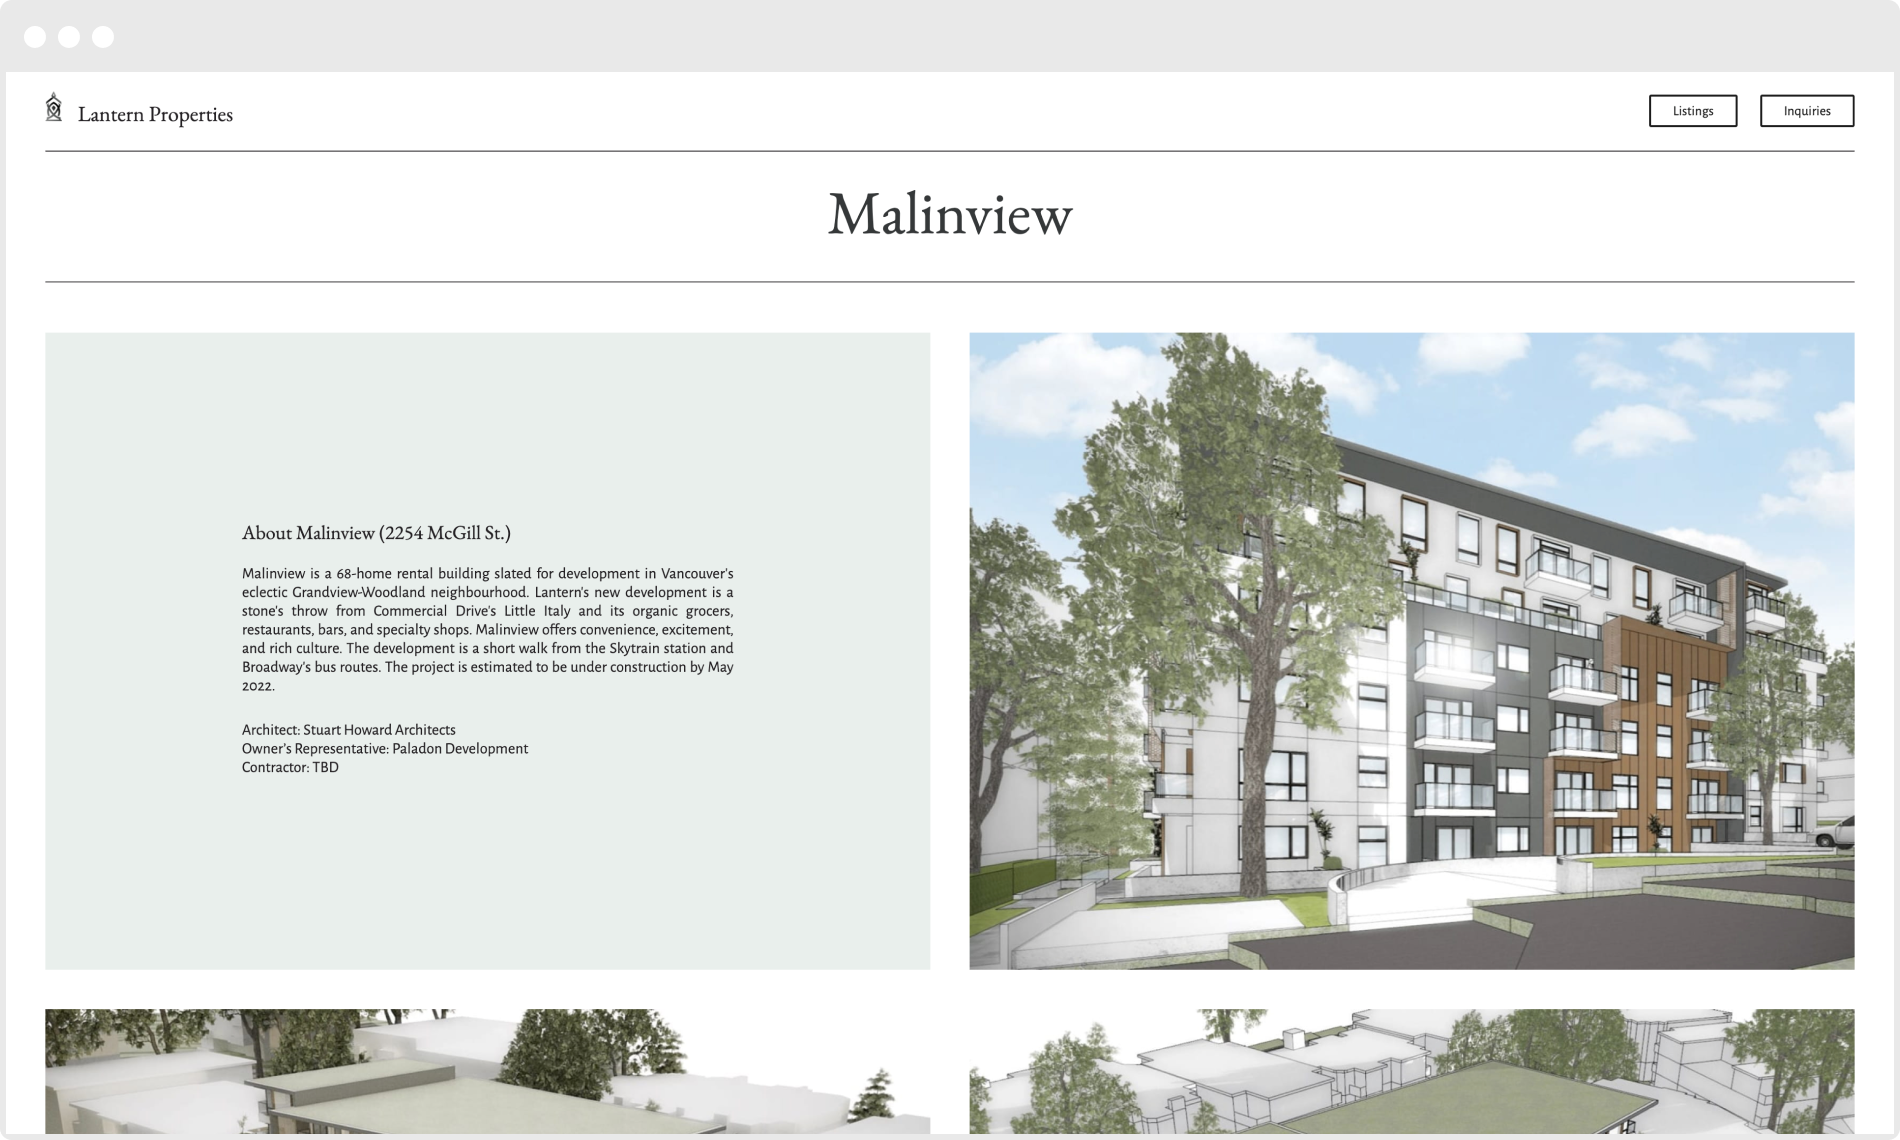 Lantern Properties
Listings
Inquiries
Malinview
About Malinview (2254 McGill St.)
Malinview is a 68-home rental building slated for development in Vancouver's
eclectic Grandview-Woodland neighbourhood. Lantern's new development is a
stone's throw from Commercial Drive's Little Italy and its organic grocers,
restaurants, bars, and specialty shops. Malinview offers convenience, excitement,
and rich culture. The development is a short walk from the Skytrain station and
Broadway's bus routes. The project is estimated to be under construction by May
2022.
Architect: Stuart Howard Architects
Owner's Representative: Paladon Development
Contractor: TBD